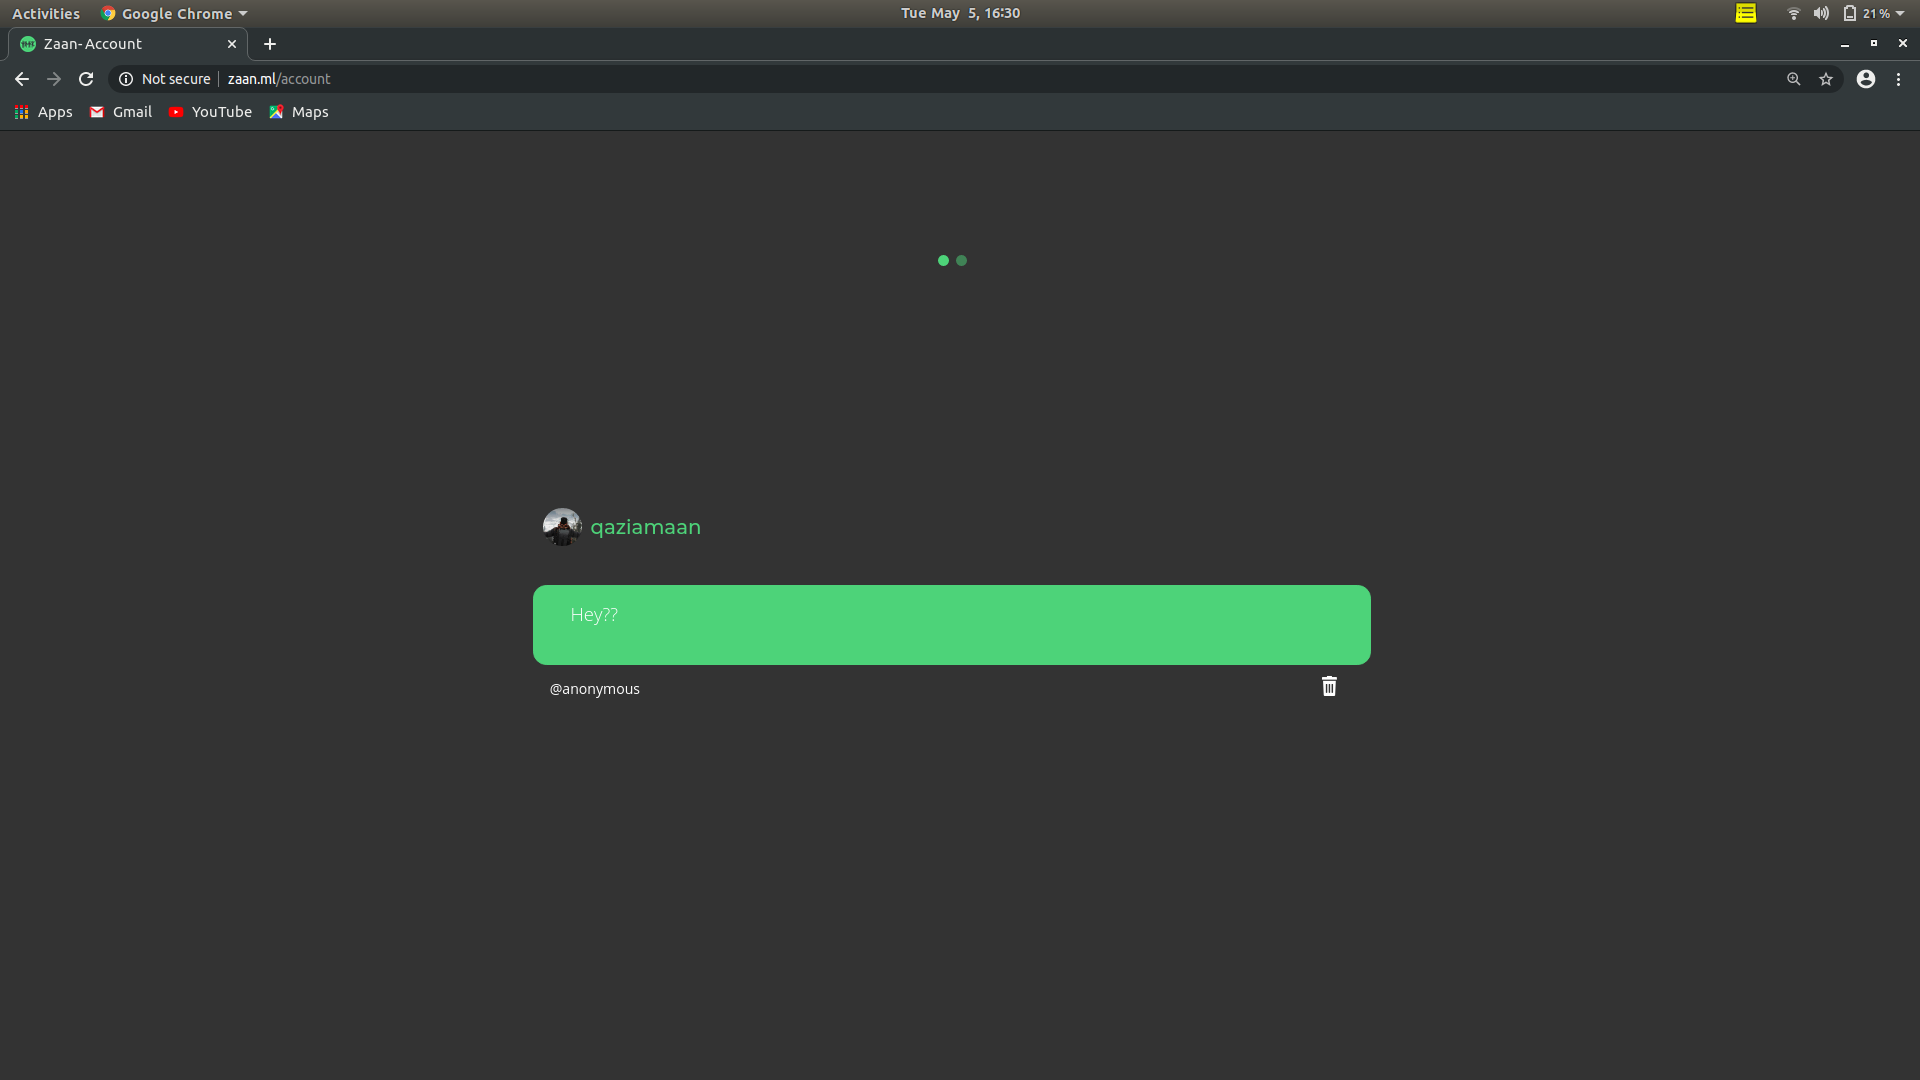 Activities Google Chrome Tue May 5, 16:30 21%
Zaan- Account
Not secure zaan.ml/account
Apps Gmail YouTube Maps
qaziamaan
Hey??
@anonymous